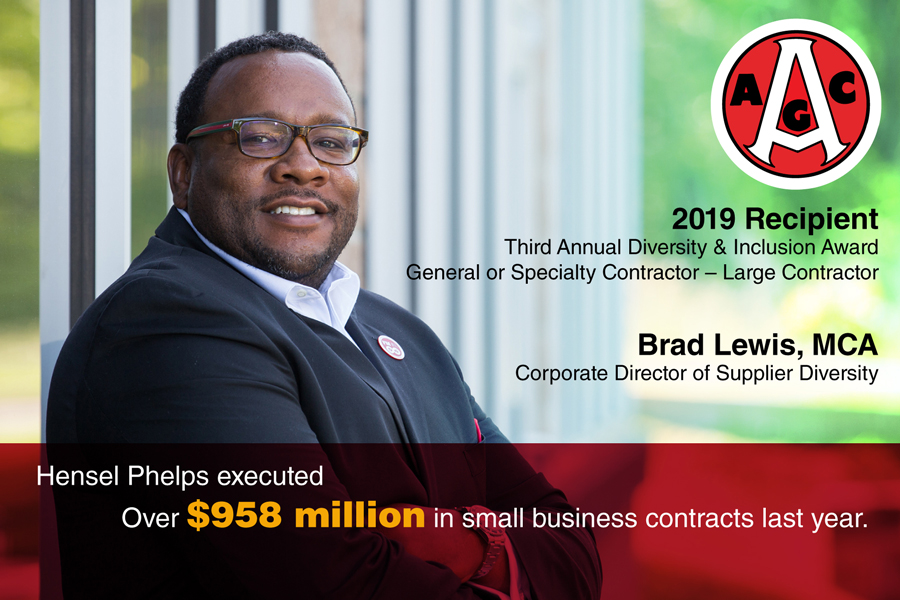 AGC
2019 Recipient
Third Annual Diversity & Inclusion Award
General or Specialty Contractor – Large Contractor
Brad Lewis, MCA
Corporate Director of Supplier Diversity
Hensel Phelps executed
Over $958 million in small business contracts last year.